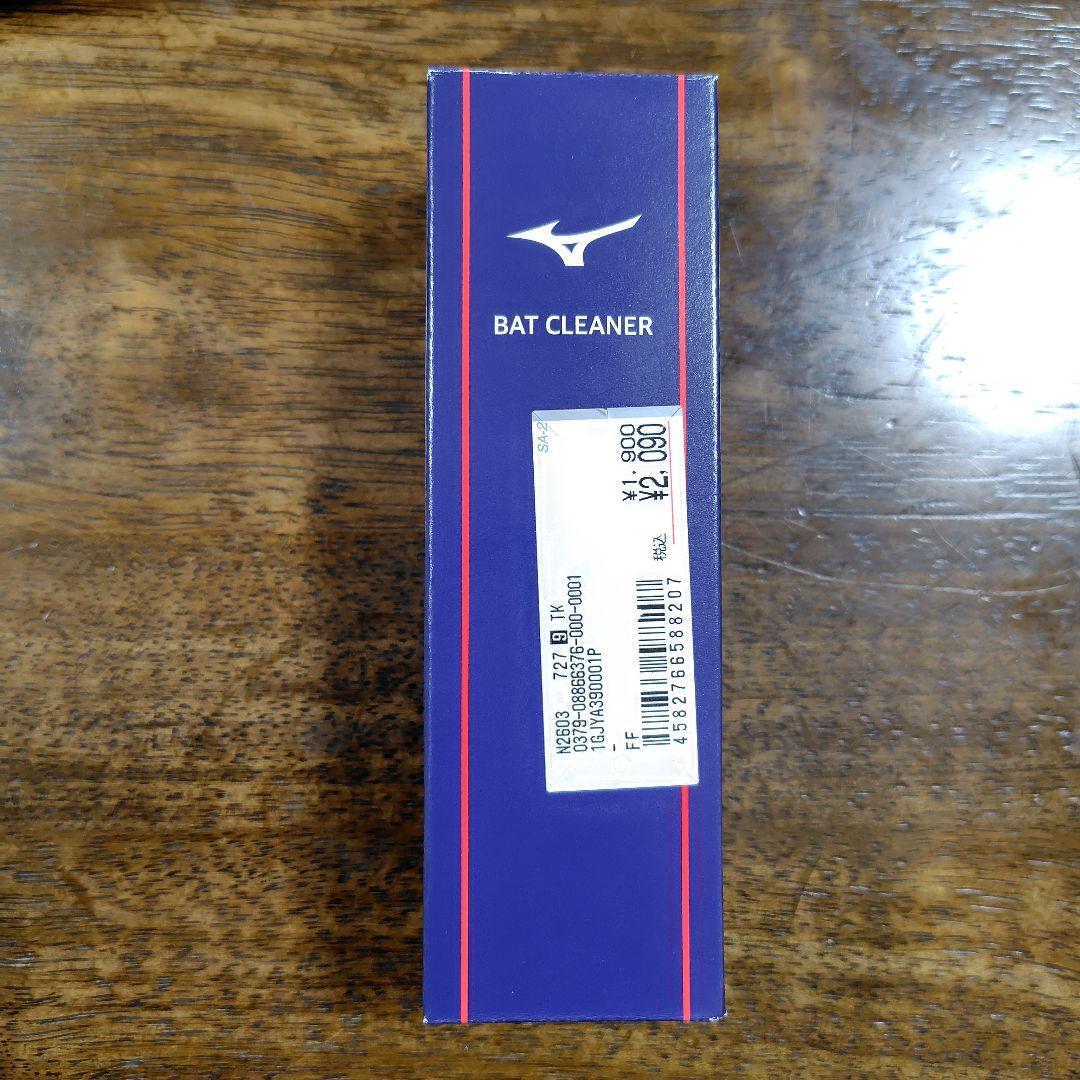 BAT CLEANER
SA-2
N2603 727 9 TK
0379-08866376-000-0001
1GJYA390001P
-
FF
¥1,900
¥2,090
税込
4582766588207